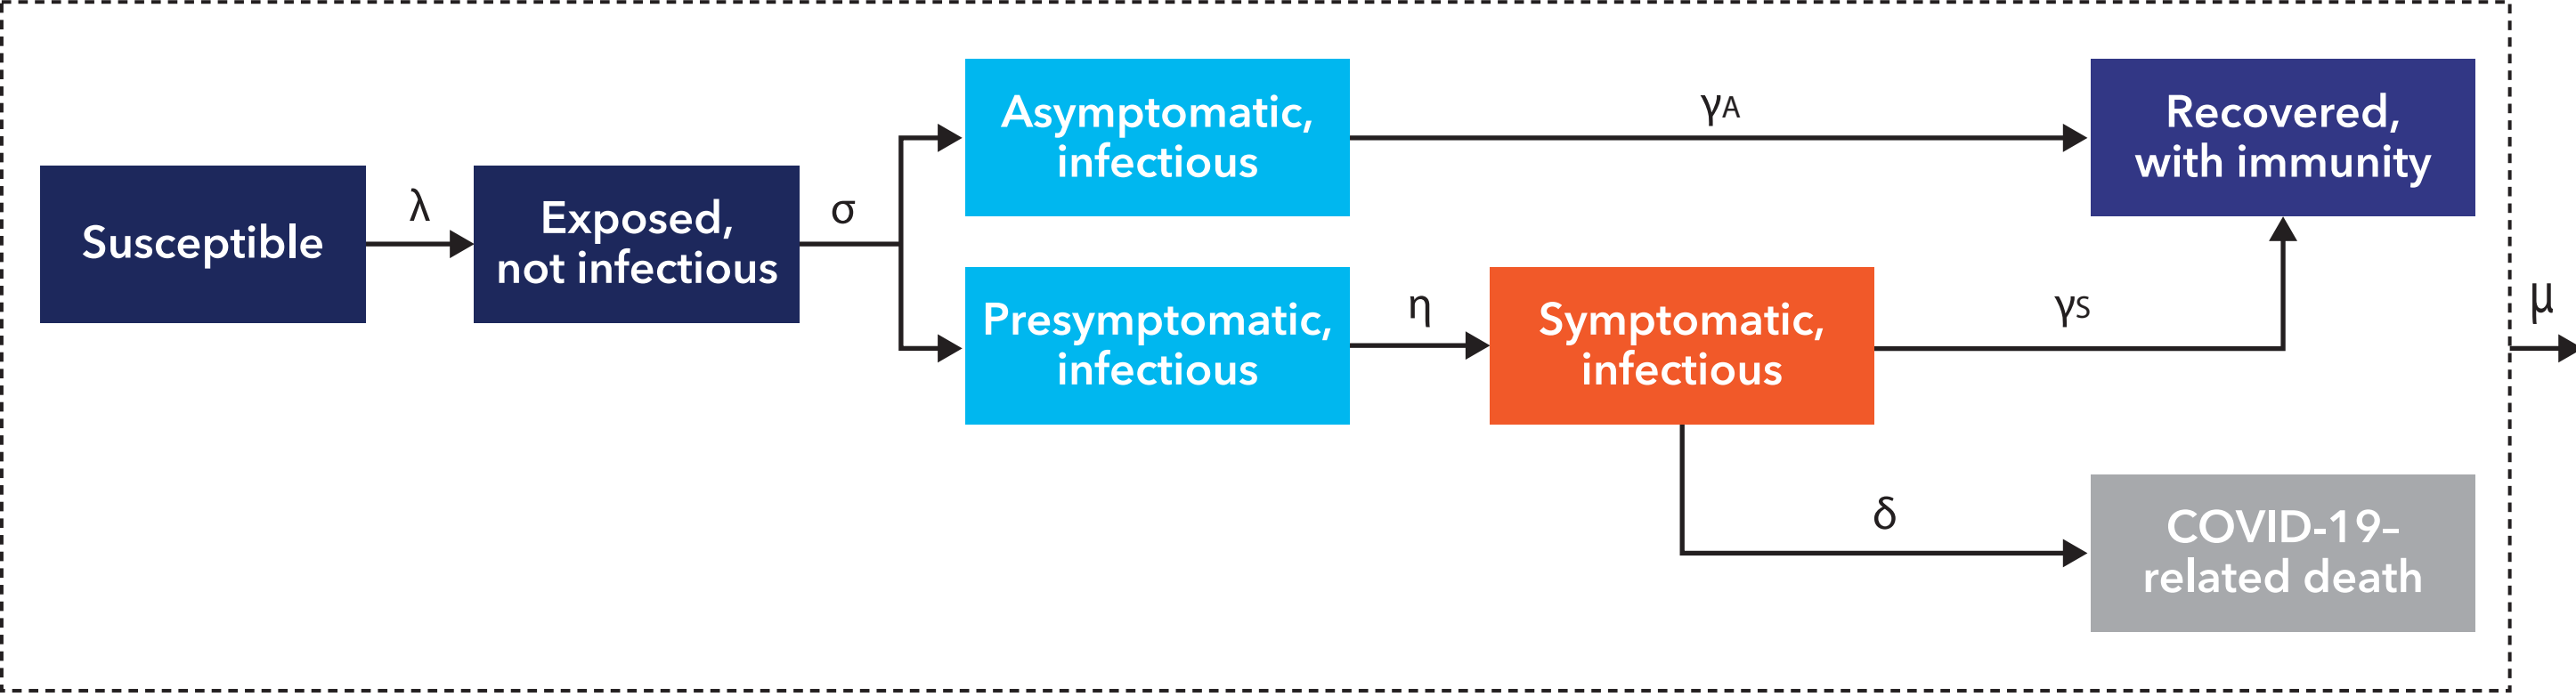 Susceptible
λ
Exposed,
not infectious
σ
Asymptomatic,
infectious
γA
Recovered,
with immunity
Presymptomatic,
infectious
η
Symptomatic,
infectious
γS
δ
COVID-19–
related death
μ